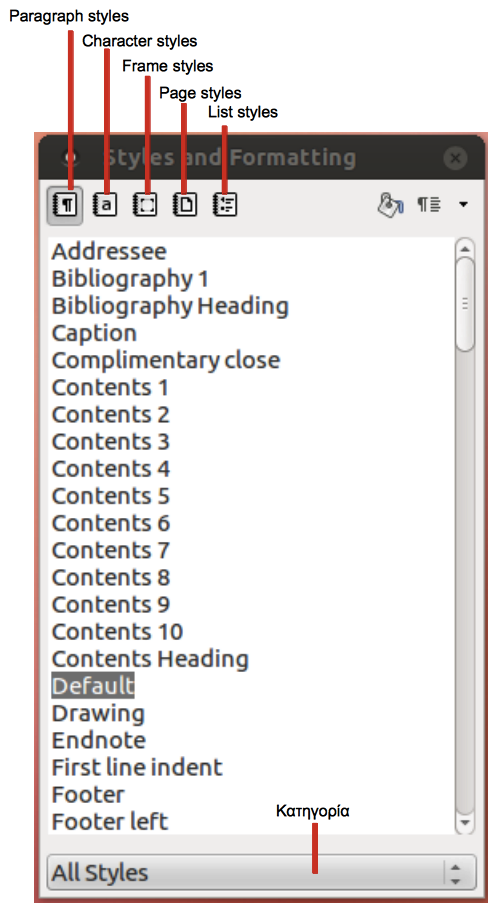 Paragraph styles
Character styles
Frame styles
Page styles
List styles
Styles and Formatting
Addressee
Bibliography 1
Bibliography Heading
Caption
Complimentary close
Contents 1
Contents 2
Contents 3
Contents 4
Contents 5
Contents 6
Contents 7
Contents 8
Contents 9
Contents 10
Contents Heading
Default
Drawing
Endnote
First line indent
Footer
Footer left
Κατηγορία
All Styles